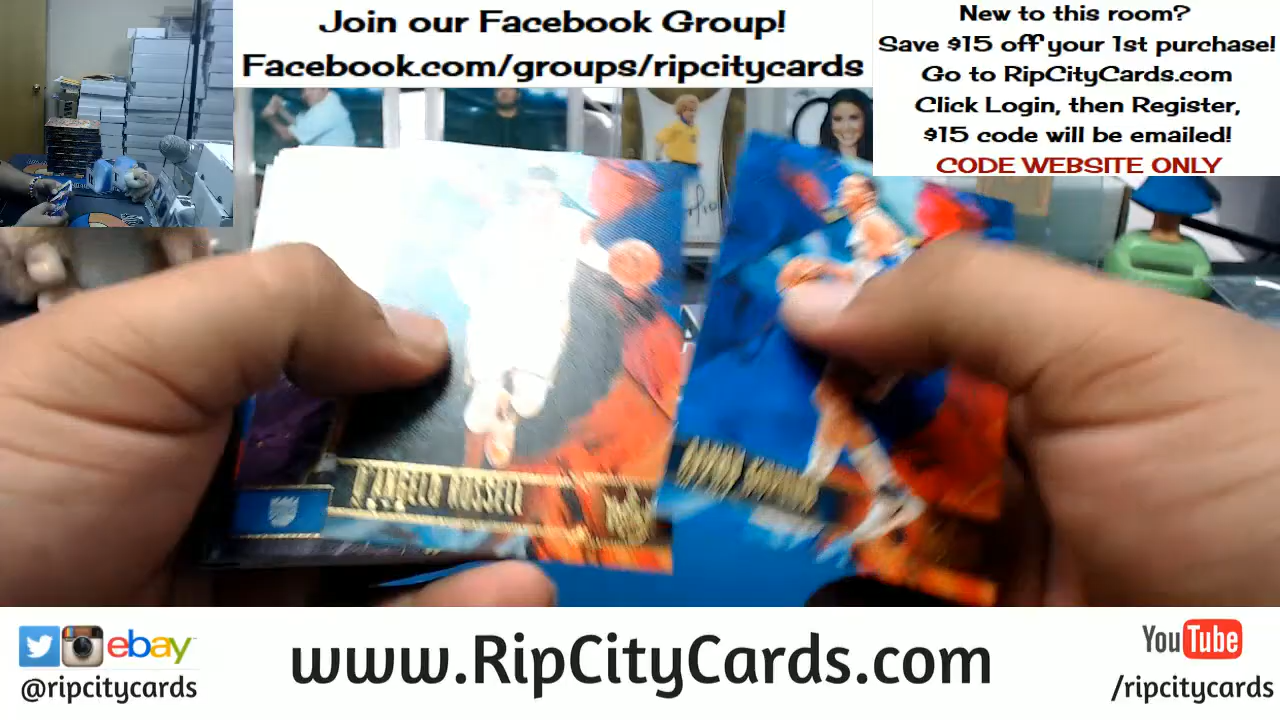 Join our Facebook Group!
Facebook.com/groups/ripcitycards
New to this room?
Save $15 off your 1st purchase!
Go to RipCityCards.com
Click Login, then Register,
$15 code will be emailed!
CODE WEBSITE ONLY
RUSSELL
ebay
@ripcitycards
www.RipCityCards.com
YouTube
/ripcitycards